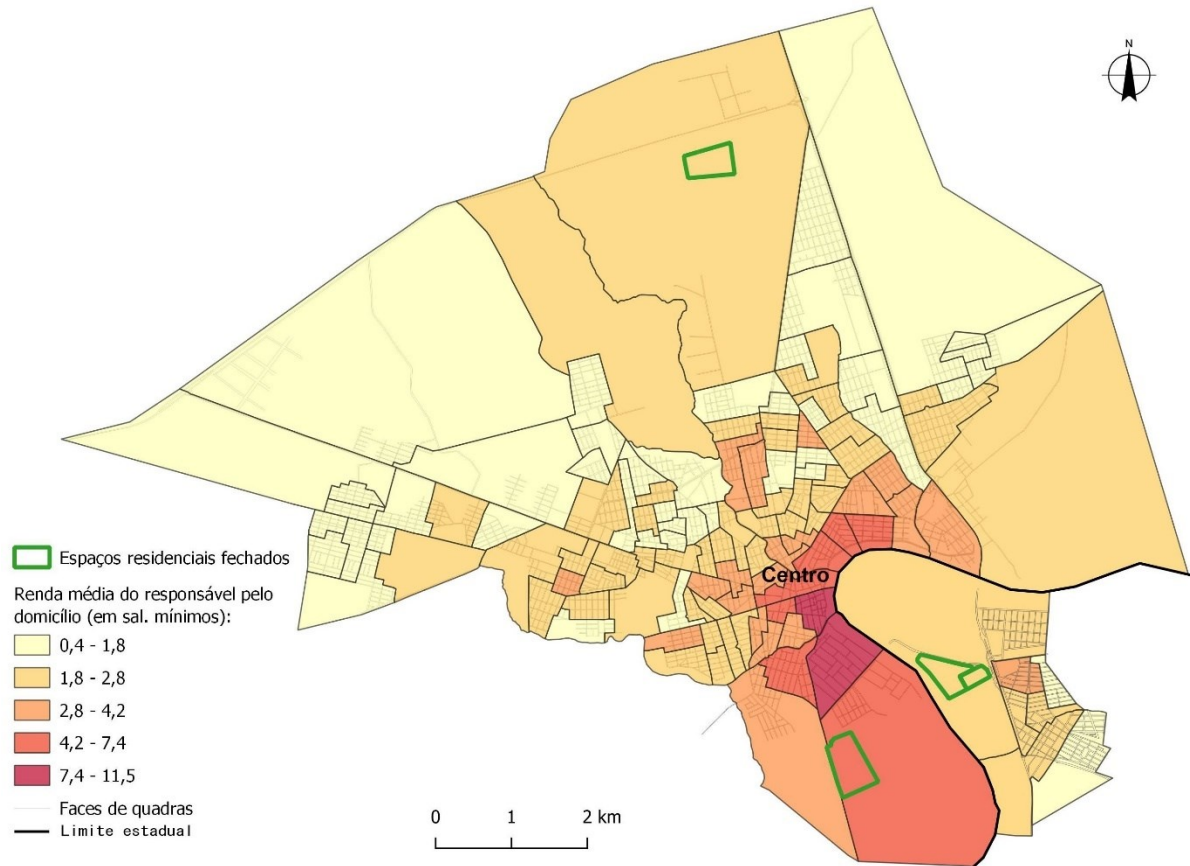 N
Centro
Espaços residenciais fechados
Renda média do responsável pelo
domicílio (em sal. mínimos):
0,4 - 1,8
1,8 - 2,8
2,8 - 4,2
4,2 - 7,4
7,4 - 11,5
Faces de quadras
Limite estadual
0 1 2 km